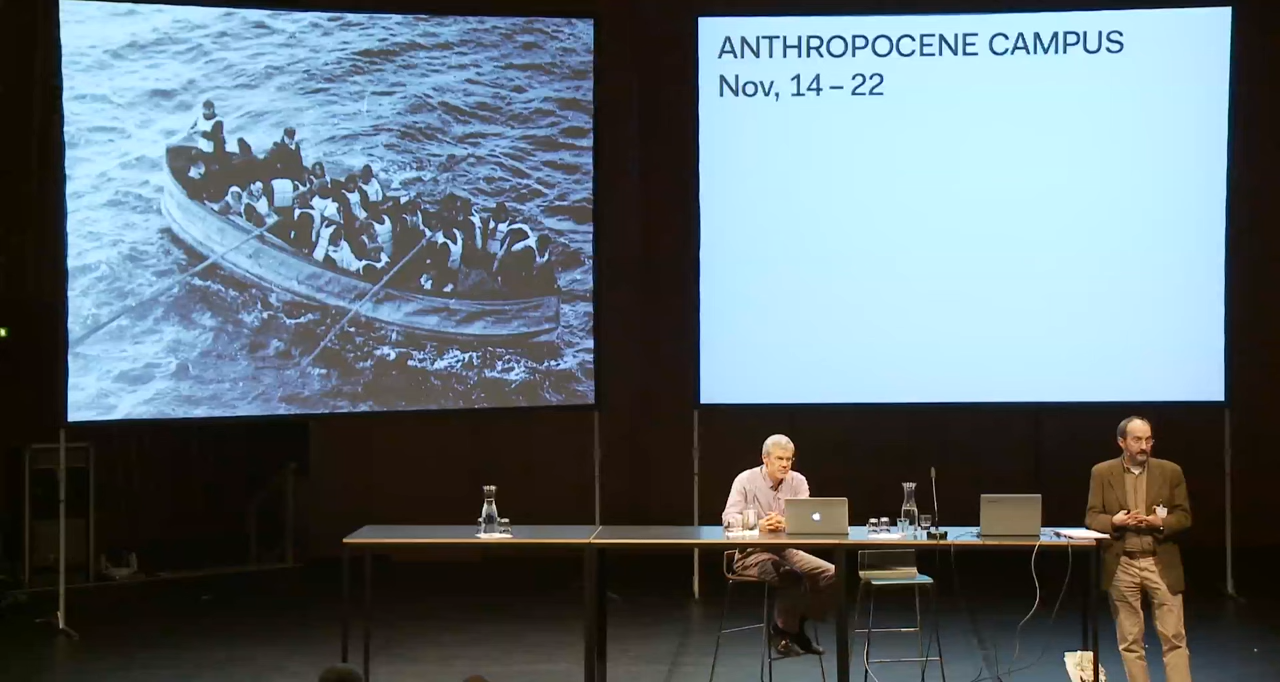 ANTHROPOCENE CAMPUS
Nov, 14 – 22